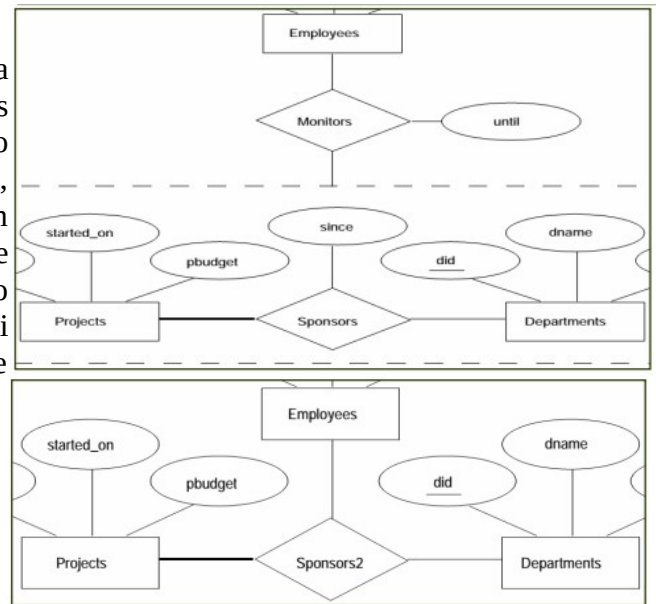 a
s
o
,
n
e
o
i
e
Employees
Monitors
until
started_on
since
dname
pbudget
did
Projects
Sponsors
Departments
Employees
started_on
dname
pbudget
did
Projects
Sponsors2
Departments